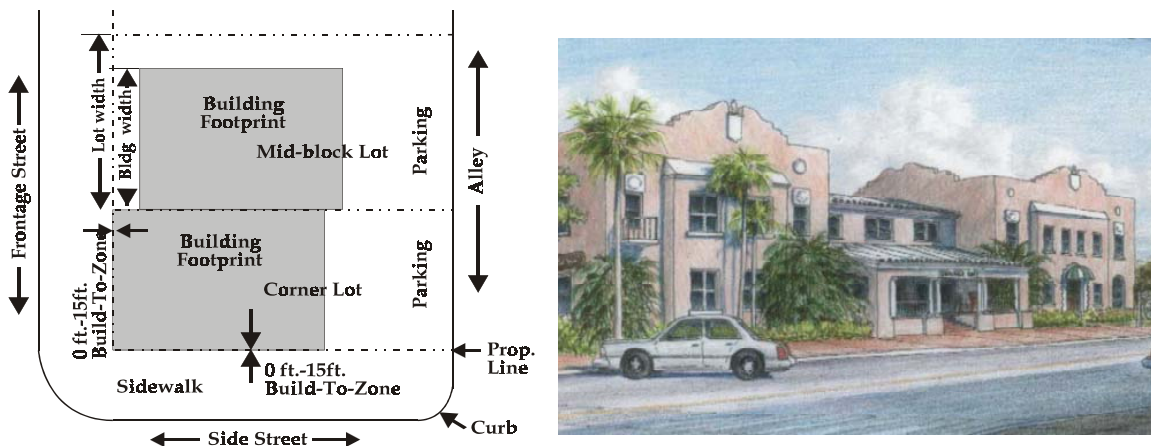 Frontage Street
Lot width
Bldg width
Building
Footprint
Mid-block Lot
Parking
Alley
Building
Footprint
Corner Lot
Parking
0 ft.-15ft.
Build-To-Zone
0 ft.-15ft.
Build-To-Zone
Prop.
Line
Sidewalk
Curb
Side Street